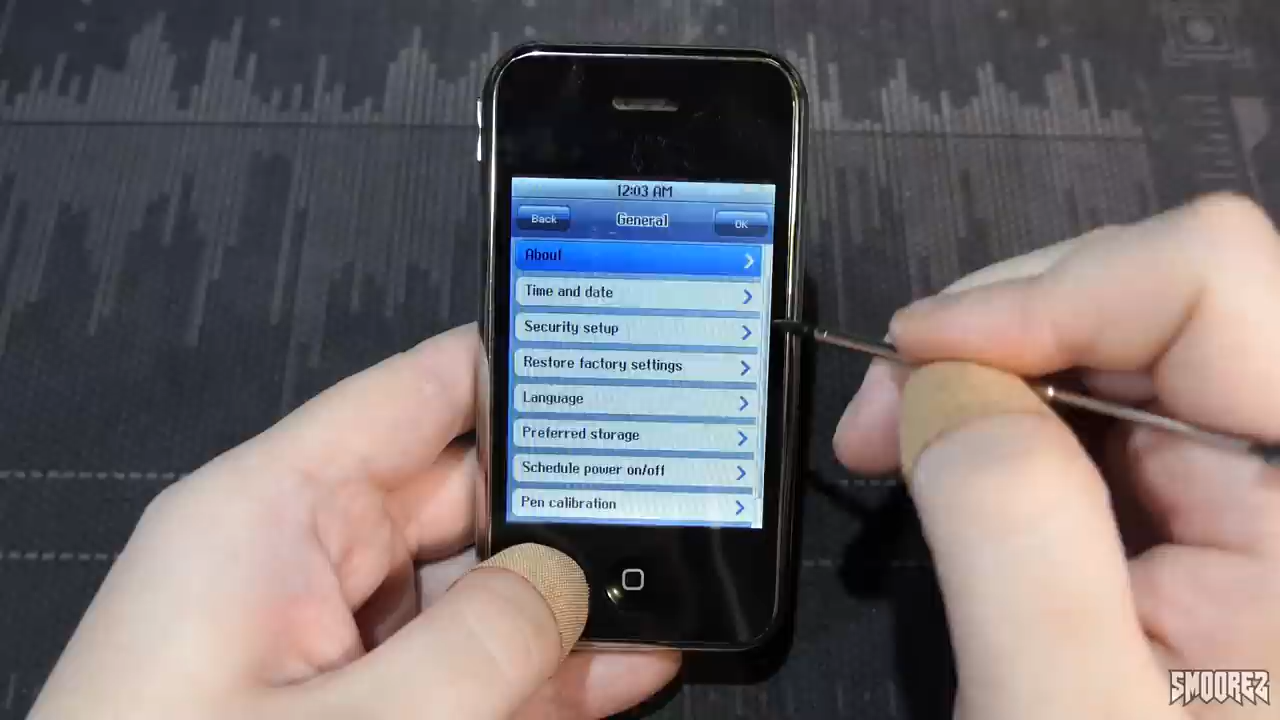 12:03 AM
Back
General
OK
About
Time and date
Security setup
Restore factory settings
Language
Preferred storage
Schedule power on/off
Pen calibration
SMOOREZ